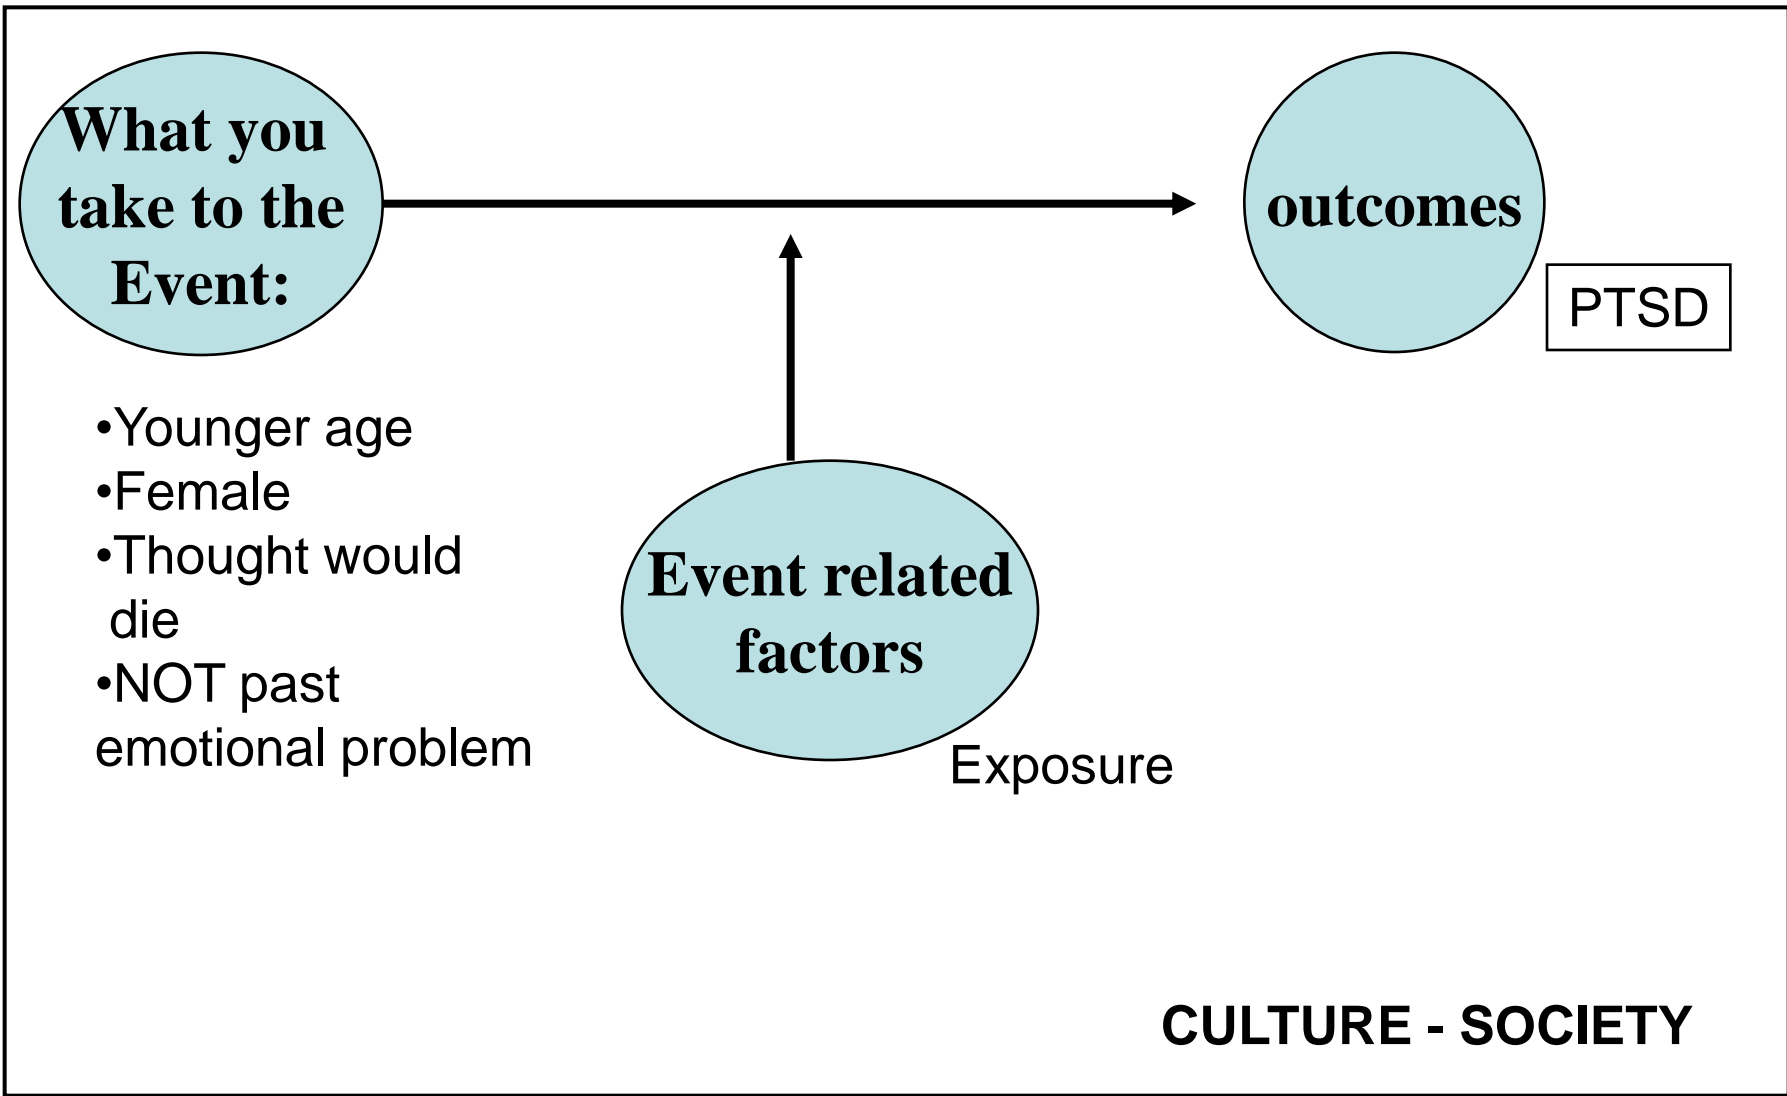 What you
take to the
Event:
outcomes
PTSD
•Younger age
•Female
•Thought would
die
•NOT past
emotional problem
Event related
factors
Exposure
CULTURE - SOCIETY